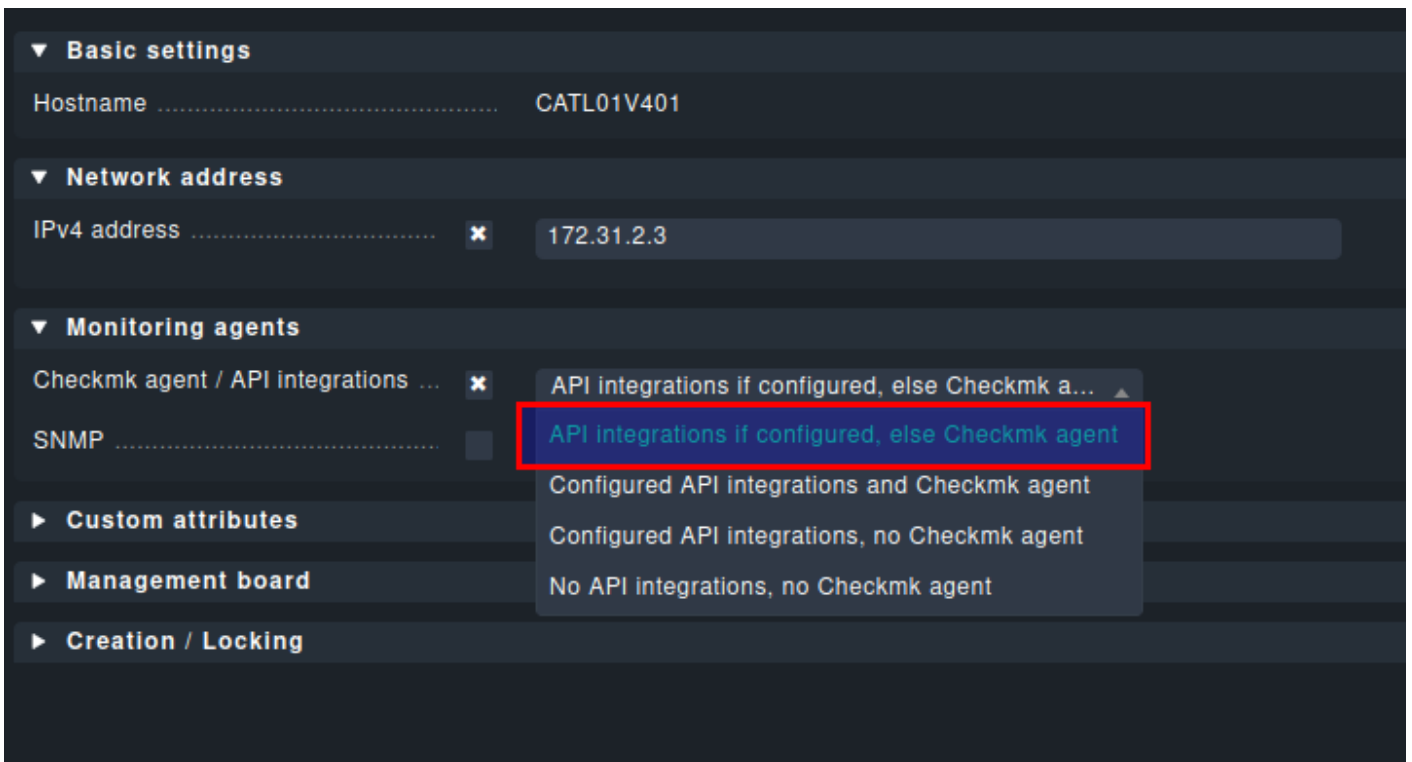 Basic settings
Hostname ............................................. CATL01V401
Network address
IPv4 address ................................. 172.31.2.3
Monitoring agents
Checkmk agent / API integrations ... API integrations if configured, else Checkmk a...
SNMP ............................................ API integrations if configured, else Checkmk agent
Configured API integrations and Checkmk agent
Custom attributes
Configured API integrations, no Checkmk agent
Management board
No API integrations, no Checkmk agent
Creation / Locking